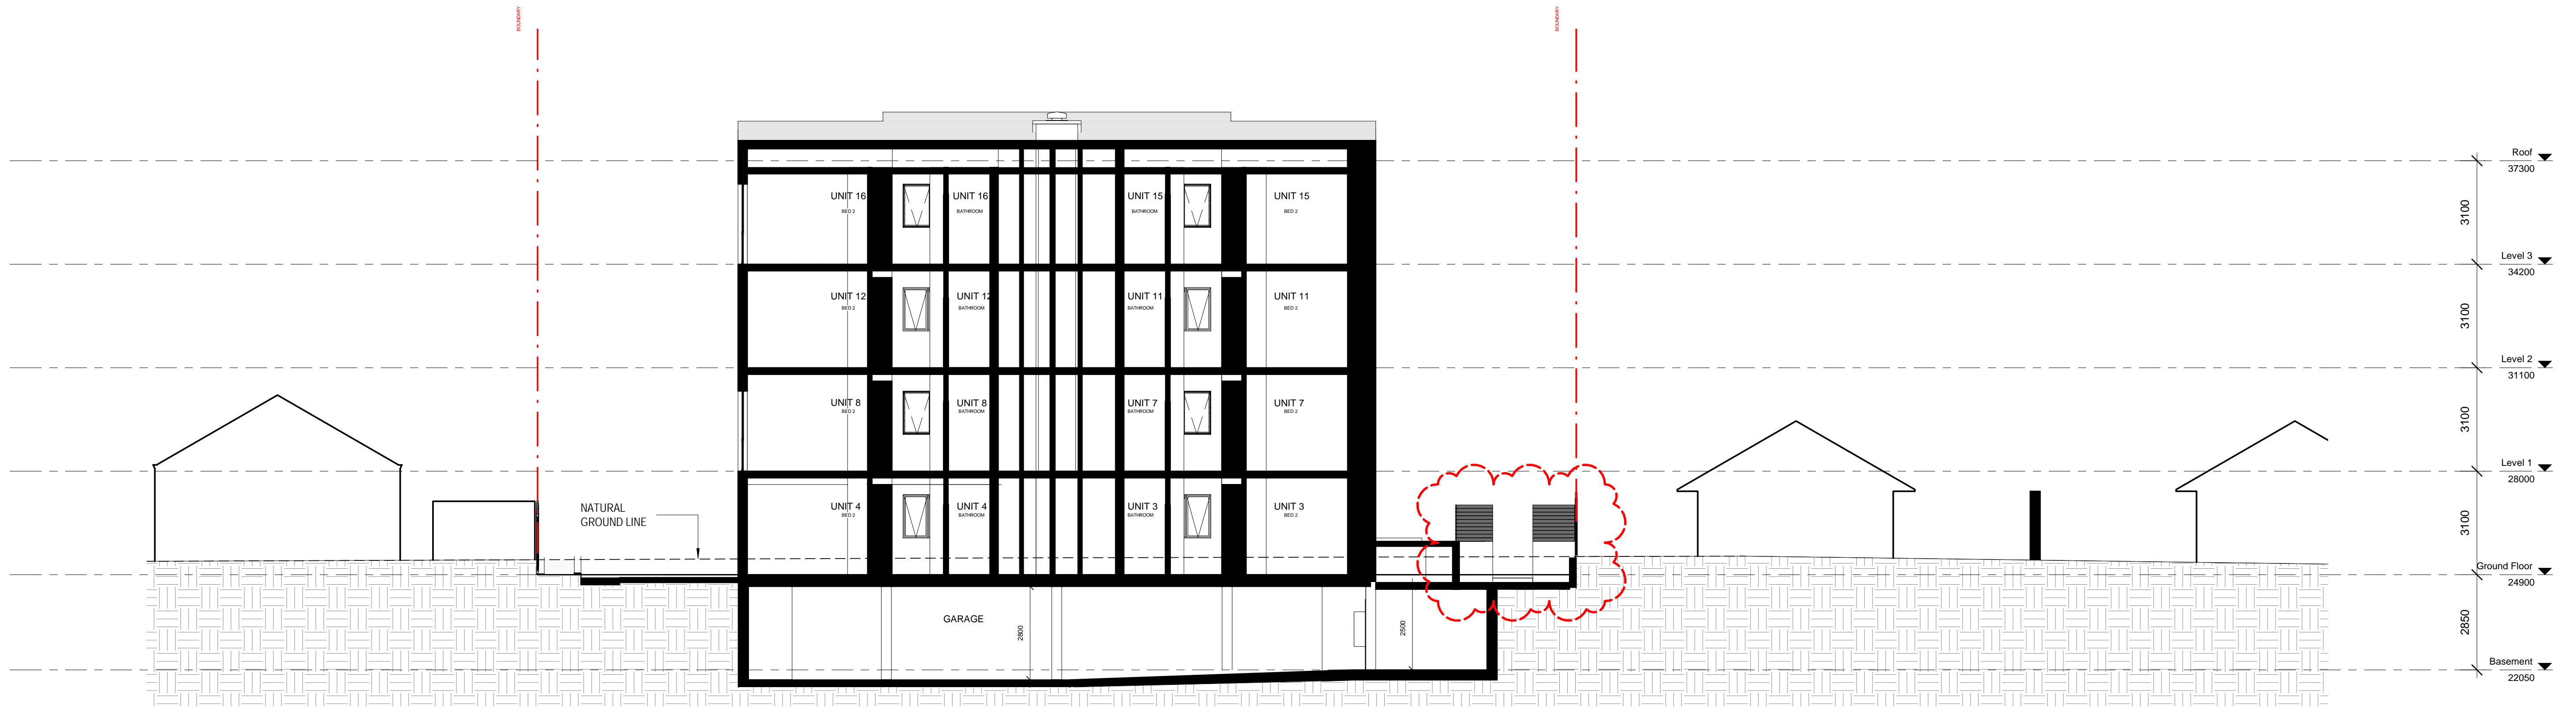 BOUNDARY
BOUNDARY
Roof
37300
3100
Level 3
34200
3100
Level 2
31100
3100
Level 1
28000
3100
Ground Floor
24900
2850
Basement
22050
UNIT 16
BED 2
UNIT 16
BATHROOM
UNIT 15
BATHROOM
UNIT 15
BED 2
UNIT 12
BED 2
UNIT 12
BATHROOM
UNIT 11
BATHROOM
UNIT 11
BED 2
UNIT 8
BED 2
UNIT 8
BATHROOM
UNIT 7
BATHROOM
UNIT 7
BED 2
NATURAL
GROUND LINE
UNIT 4
BED 2
UNIT 4
BATHROOM
UNIT 3
BATHROOM
UNIT 3
BED 2
GARAGE
2800
2500